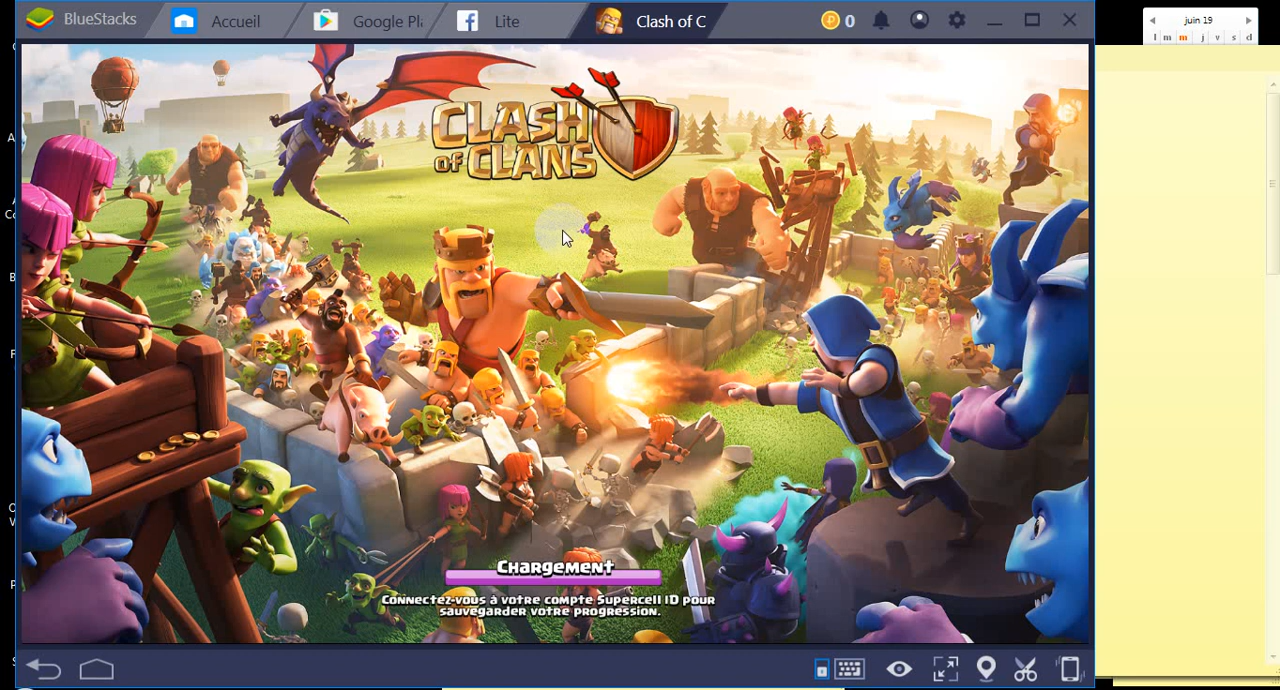 BlueStacks
Accueil
Google Pl
Lite
Clash of C
0
juin 19
l m m j v s d
CLASH
OF CLANS
Chargement
Connectez-vous à votre compte Supercell ID pour
sauvegarder votre progression.